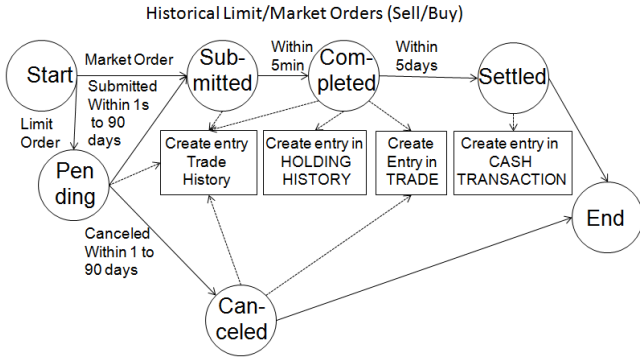 Historical Limit/Market Orders (Sell/Buy)
Start
Market Order
Sub-
mitted
Within
5min
Com-
pleted
Within
5days
Settled
Submitted
Within 1s
to 90
days
Limit
Order
Pen
ding
Create entry
Trade
History
Create entry in
HOLDING
HISTORY
Create
Entry in
TRADE
Create entry in
CASH
TRANSACTION
End
Canceled
Within 1 to
90 days
Can-
celed